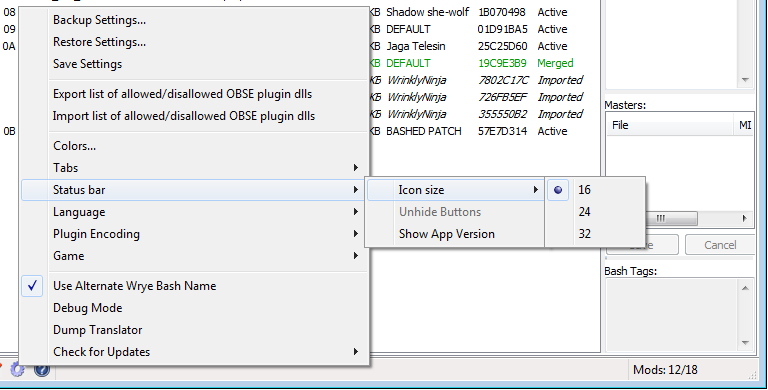 08 KB Shadow she-wolf 1B070498 Active
09 KB DEFAULT 01D91BA5 Active
0A KB Jaga Telesin 25C25D60 Active
KB DEFAULT 19C9E3B9 Merged
KB WrinklyNinja 7802C17C Imported
KB WrinklyNinja 726FB5EF Imported
KB WrinklyNinja 355550B2 Imported
0B KB BASHED PATCH 57E7D314 Active
Backup Settings...
Restore Settings...
Save Settings
Export list of allowed/disallowed OBSE plugin dlls
Import list of allowed/disallowed OBSE plugin dlls
Colors...
Tabs
Status bar
Language
Plugin Encoding
Game
Use Alternate Wrye Bash Name
Debug Mode
Dump Translator
Check for Updates
Icon size
Unhide Buttons
Show App Version
16
24
32
Masters:
File MI
Cancel
Bash Tags:
Mods: 12/18